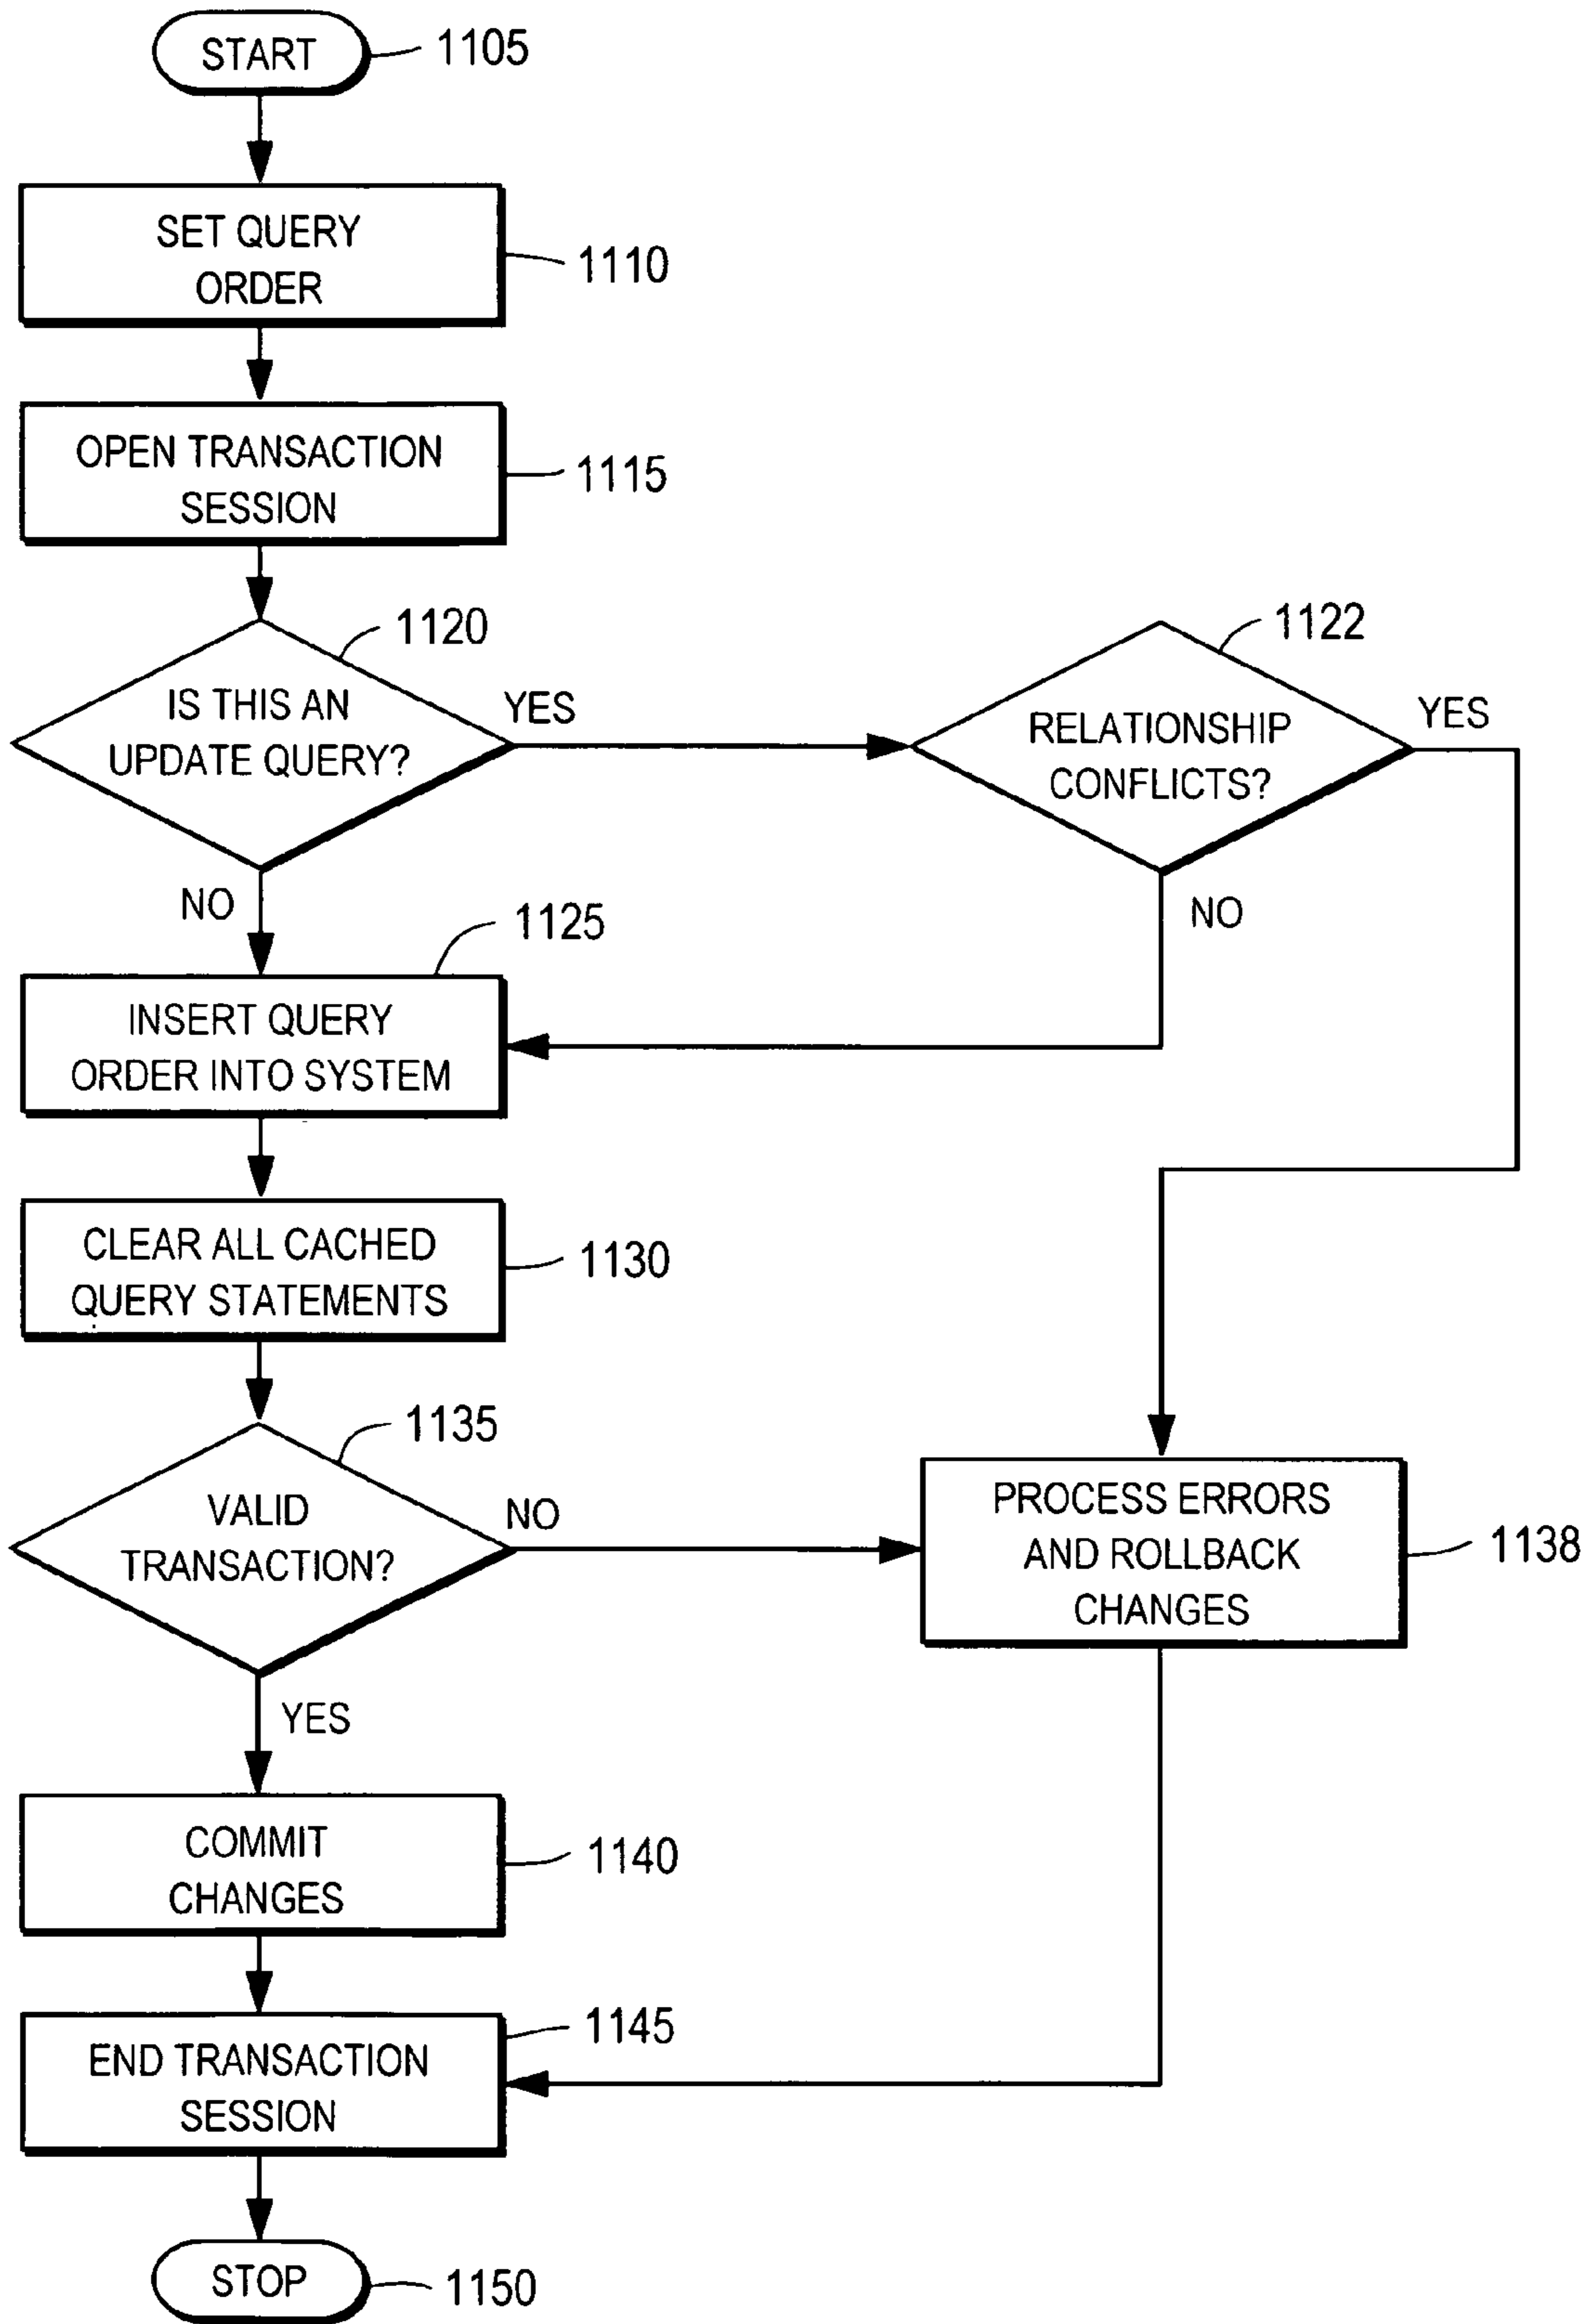 START
1105
SET QUERY
ORDER
1110
OPEN TRANSACTION
SESSION
1115
1120
IS THIS AN
UPDATE QUERY?
YES
1122
RELATIONSHIP
CONFLICTS?
YES
NO
NO
1125
INSERT QUERY
ORDER INTO SYSTEM
CLEAR ALL CACHED
QUERY STATEMENTS
1130
1135
VALID
TRANSACTION?
NO
PROCESS ERRORS
AND ROLLBACK
CHANGES
1138
YES
COMMIT
CHANGES
1140
END TRANSACTION
SESSION
1145
STOP
1150